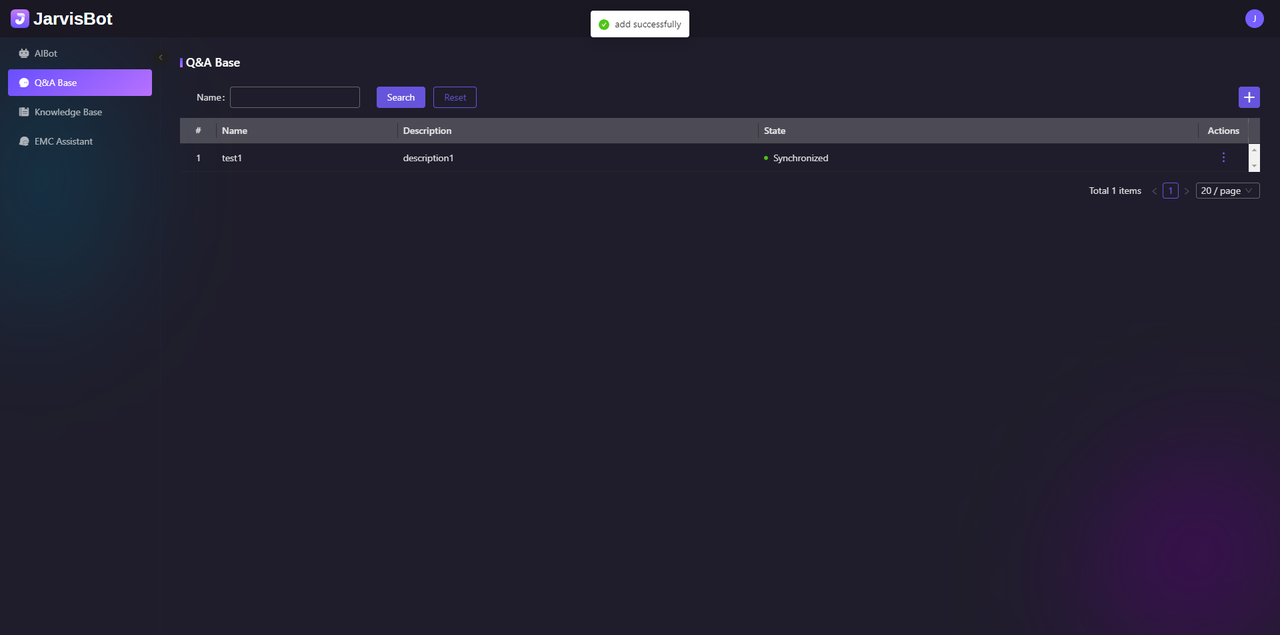 JarvisBot
add successfully
J
AIBot
Q&A Base
Knowledge Base
EMC Assistant
Q&A Base
Name: Search Reset
# Name Description State Actions
1 test1 description1 Synchronized
Total 1 items 1 20 / page